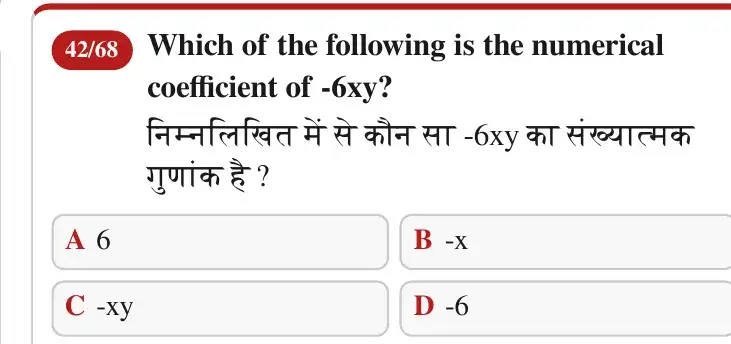 42/68 Which of the following is the numerical
coefficient of -6xy?
निम्नलिखित में से कौन सा -6xy का संख्यात्मक
गुणांक है ?
A 6 B -x
C -xy D -6